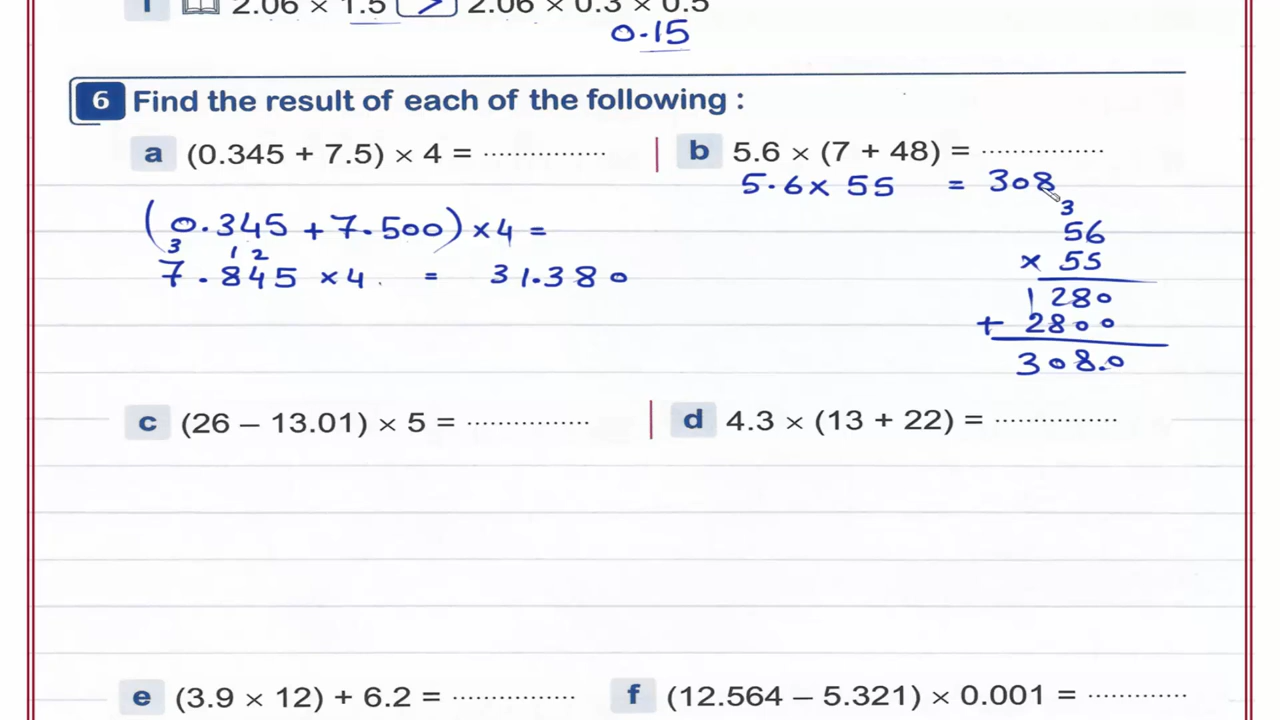 f 2.06 × 1.5 > 2.06 × 0.3 × 0.5
0.15
6 Find the result of each of the following :
a (0.345 + 7.5) × 4 = ...............
b 5.6 × (7 + 48) = ...............
5.6 × 55 = 308
(0.345 + 7.500) × 4 =
3 1 2
7.845 × 4 = 31.380
3
56
× 55
1
280
+ 2800
308.0
c (26 – 13.01) × 5 = ...............
d 4.3 × (13 + 22) = ...............
e (3.9 × 12) + 6.2 = ...............
f (12.564 – 5.321) × 0.001 = ...............